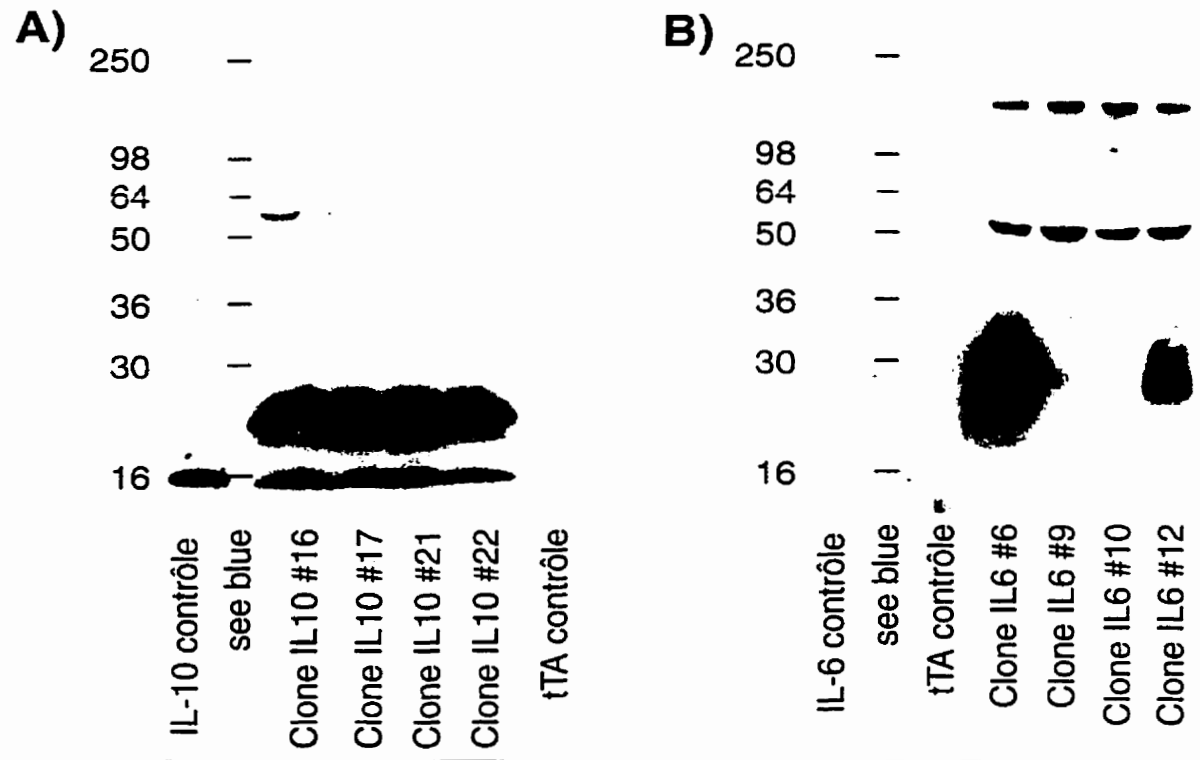 A)
250
98
64
50
36
30
16
IL-10 contrôle
see blue
Clone IL10 #16
Clone IL10 #17
Clone IL10 #21
Clone IL10 #22
tTA contrôle
B)
250
98
64
50
36
30
16
IL-6 contrôle
see blue
tTA contrôle
Clone IL6 #6
Clone IL6 #9
Clone IL6 #10
Clone IL6 #12